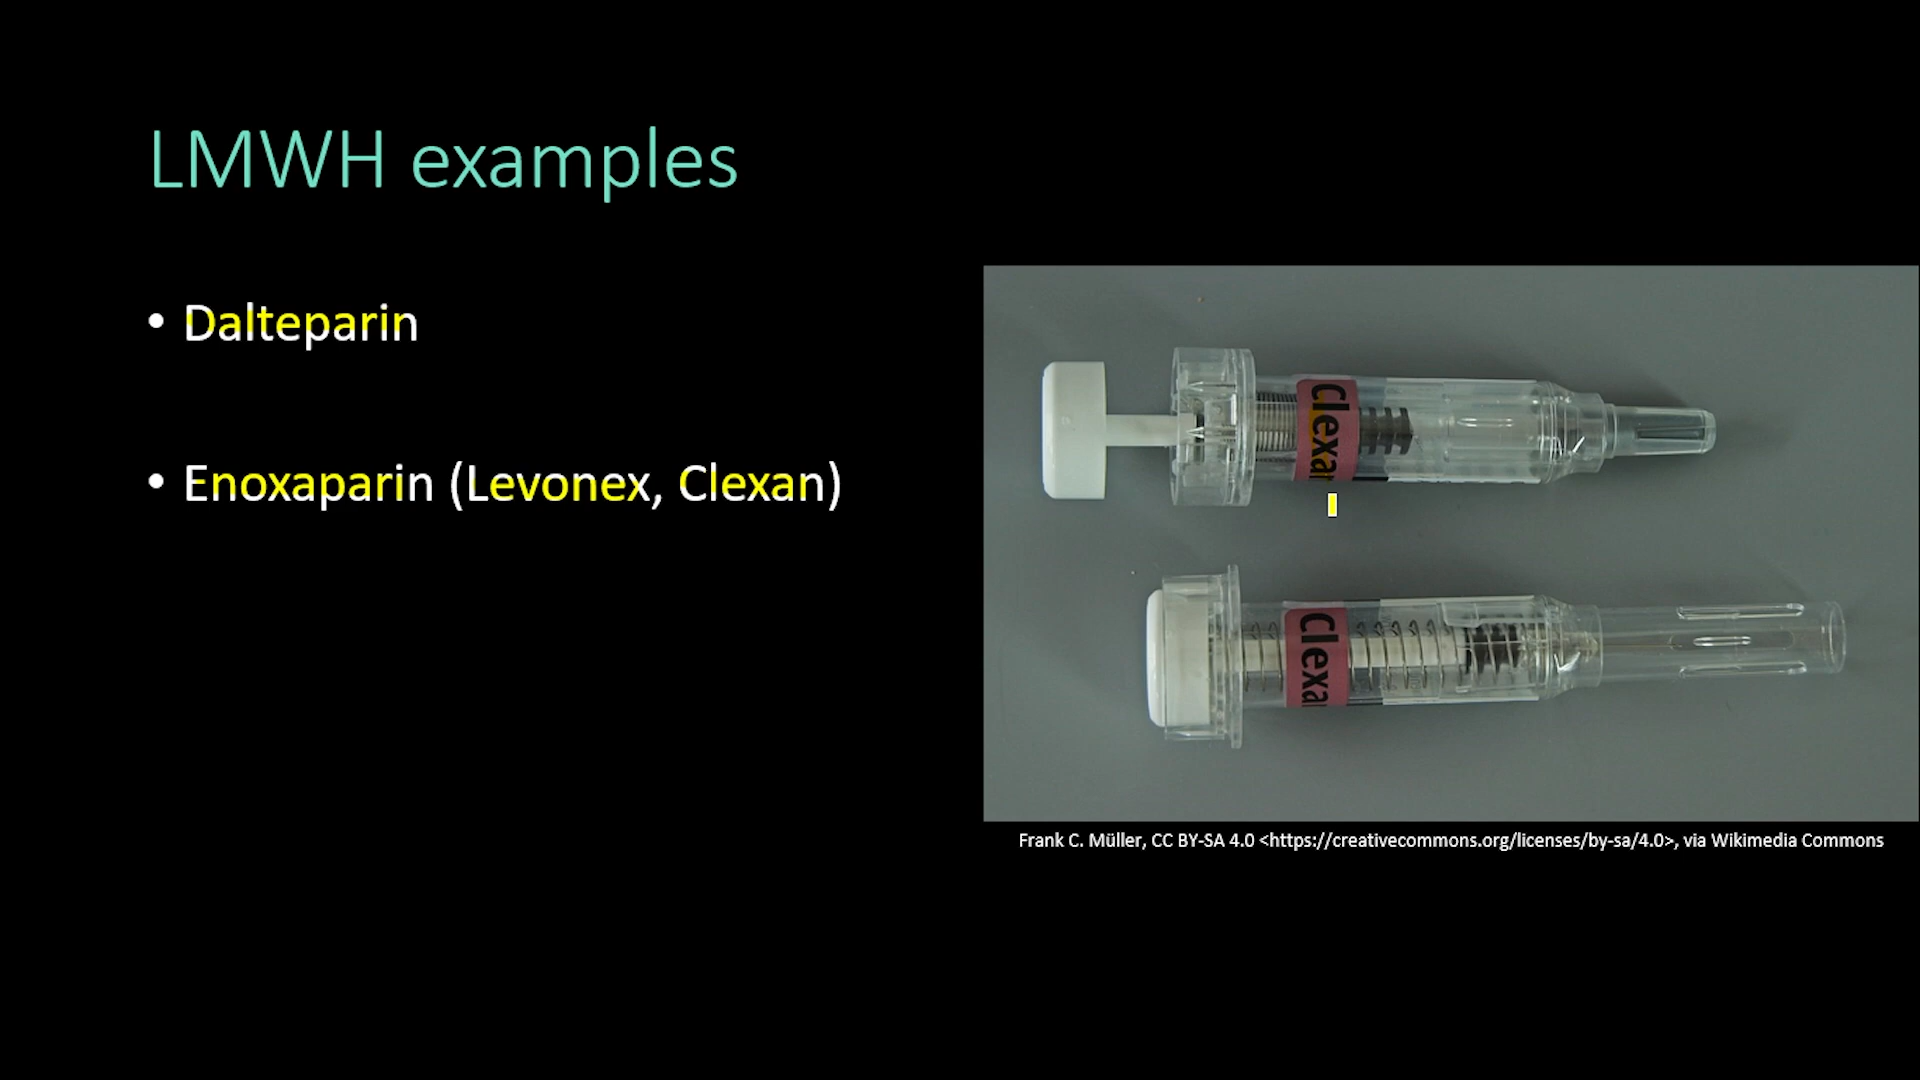 LMWH examples
• Dalteparin
• Enoxaparin (Levonex, Clexan)
Clexan
Clexa
Frank C. Müller, CC BY-SA 4.0 <https://creativecommons.org/licenses/by-sa/4.0>, via Wikimedia Commons